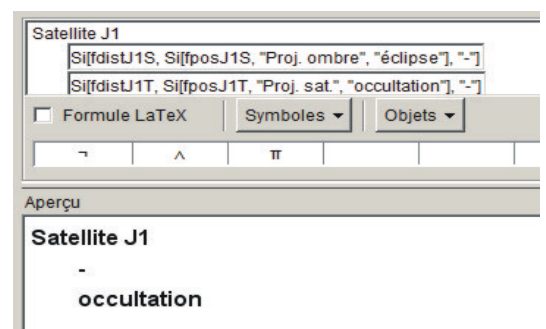 Satellite J1
Si[fdistJ1S, Si[fposJ1S, "Proj. ombre", "éclipse"], "-"]
Si[fdistJ1T, Si[fposJ1T, "Proj. sat.", "occultation"], "-"]
Formule LaTeX Symboles Objets
¬ ∧ π
Aperçu
Satellite J1
-
occultation